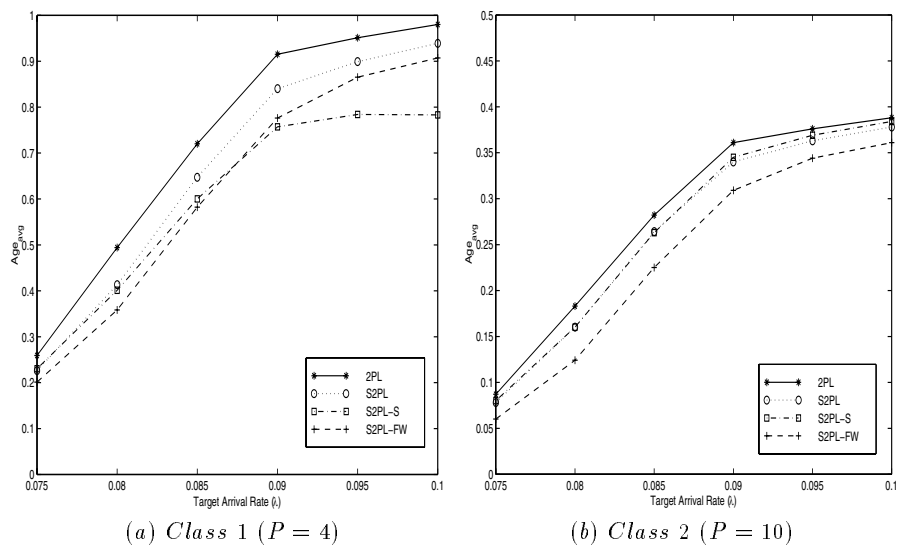 1
0.9
0.8
0.7
0.6
0.5
0.4
0.3
0.2
0.1
0
Age avg
0.075 0.08 0.085 0.09 0.095 0.1
Target Arrival Rate (λ)
2PL
S2PL
S2PL-S
S2PL-FW
(a) Class 1 (P = 4)
0.5
0.45
0.4
0.35
0.3
0.25
0.2
0.15
0.1
0.05
0
Age avg
0.075 0.08 0.085 0.09 0.095 0.1
Target Arrival Rate (λ)
2PL
S2PL
S2PL-S
S2PL-FW
(b) Class 2 (P = 10)